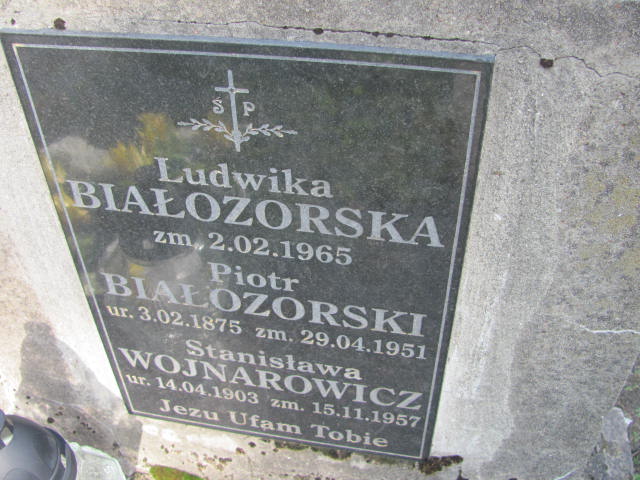 Ś P
Ludwika
BIAŁOZORSKA
zm. 2.02.1965
Piotr
BIAŁOZORSKI
ur. 3.02.1875 zm. 29.04.1951
Stanisława
WOJNAROWICZ
ur. 14.04.1903 zm. 15.11.1957
Jezu Ufam Tobie